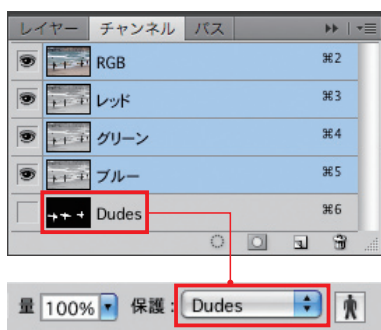 レイヤー チャンネル パス
RGB ⌘2
レッド ⌘3
グリーン ⌘4
ブルー ⌘5
Dudes ⌘6
量 100% 保護： Dudes